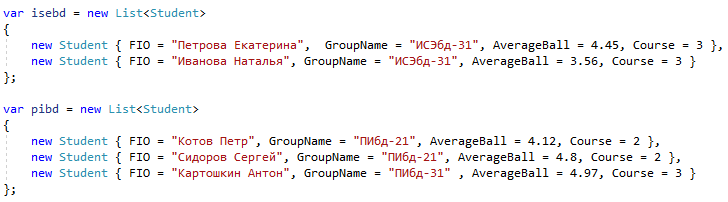 var isebd = new List<Student>
{
    new Student { FIO = "Петрова Екатерина",  GroupName = "ИСЭбд-31", AverageBall = 4.45, Course = 3 },
    new Student { FIO = "Иванова Наталья", GroupName = "ИСЭбд-31", AverageBall = 3.56, Course = 3 }
};
var pibd = new List<Student>
{
    new Student { FIO = "Котов Петр", GroupName = "ПИбд-21", AverageBall = 4.12, Course = 2 },
    new Student { FIO = "Сидоров Сергей", GroupName = "ПИбд-21", AverageBall = 4.8, Course = 2 },
    new Student { FIO = "Картошкин Антон", GroupName = "ПИбд-31" , AverageBall = 4.97, Course = 3 }
};